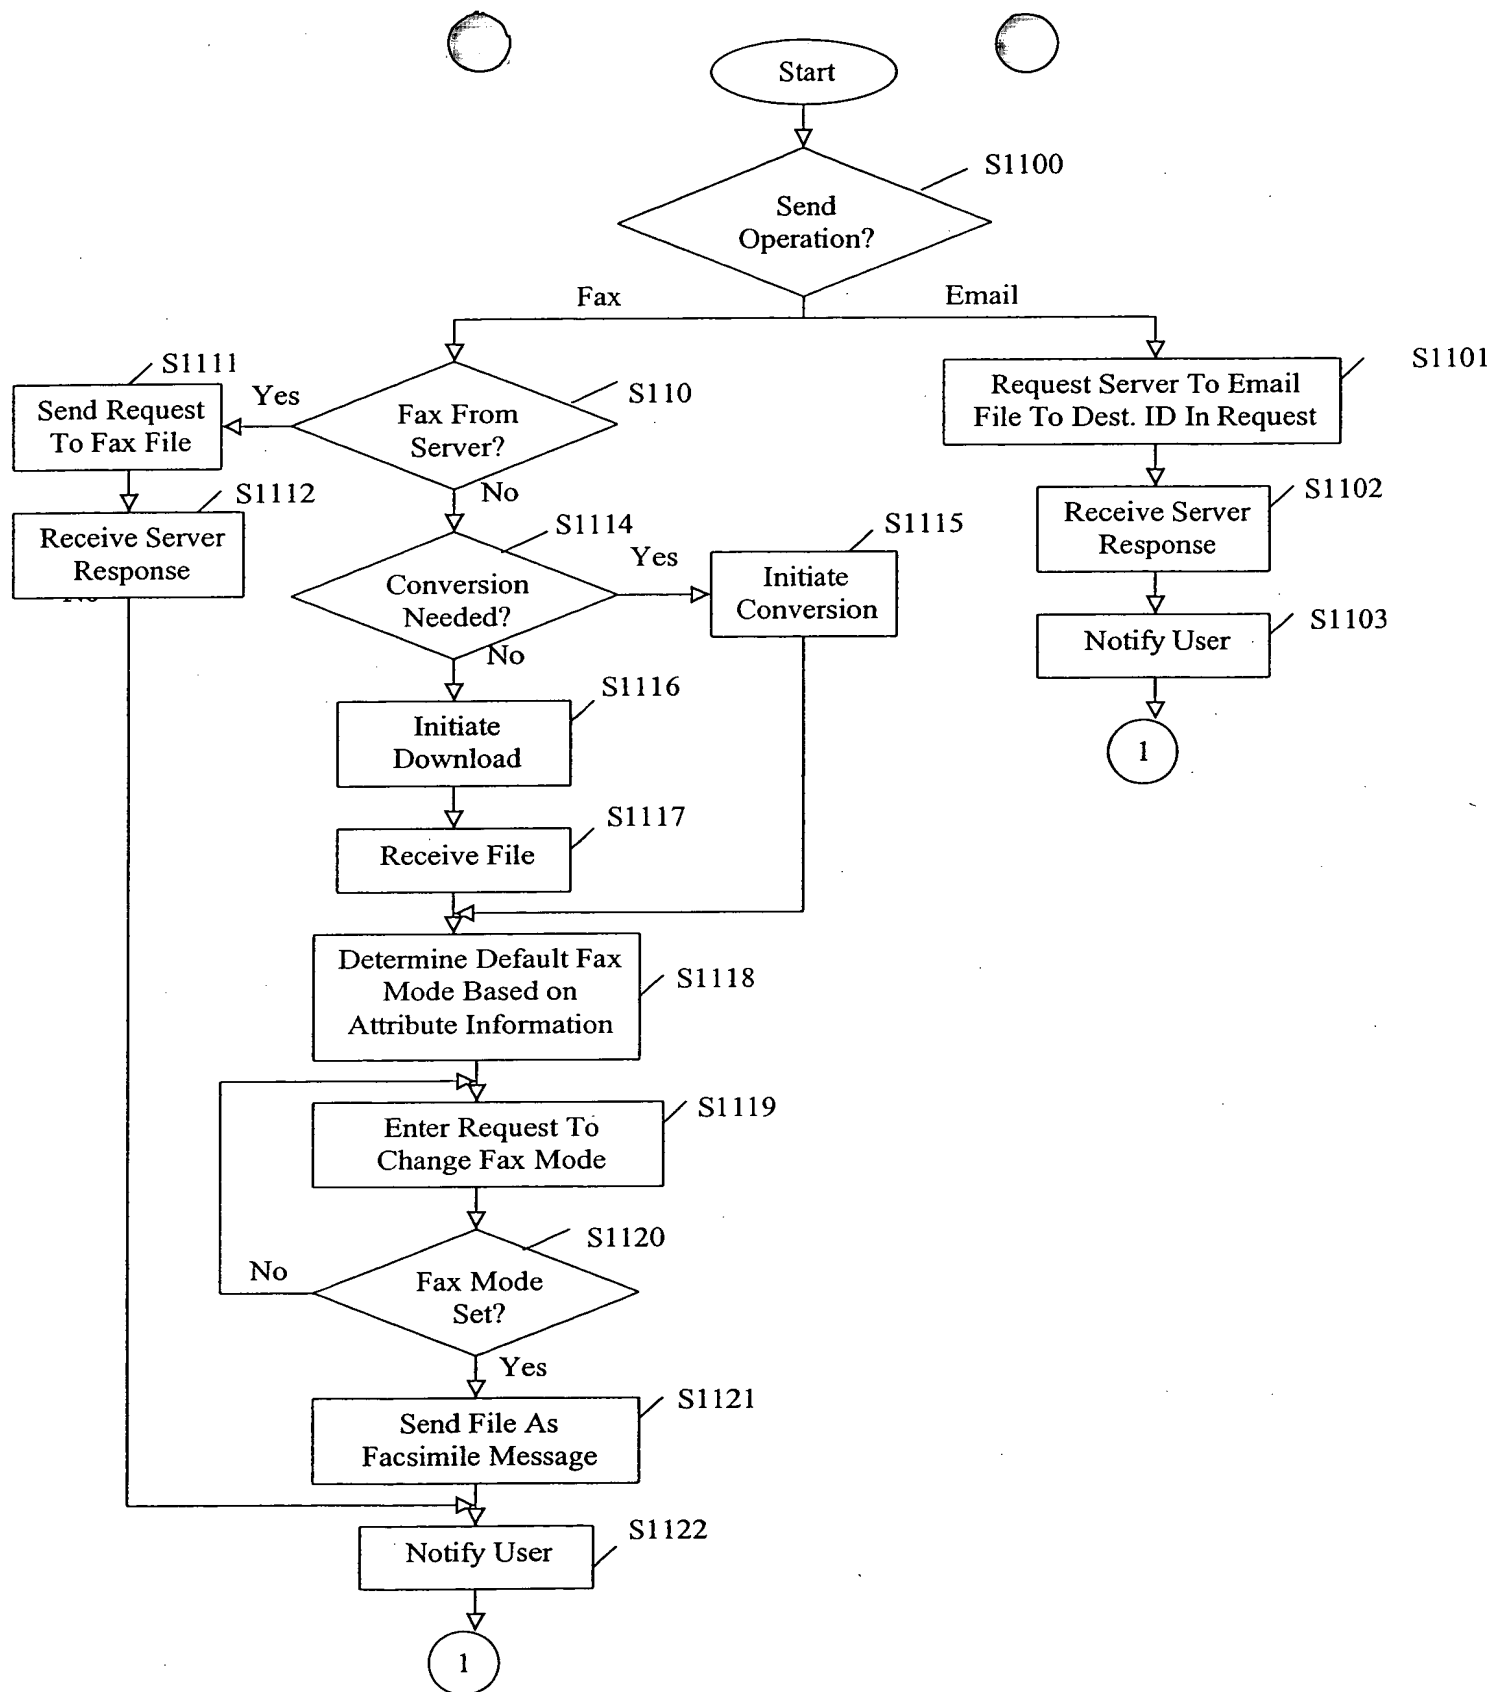 Start
S1100
Send
Operation?
Fax
Email
S1111
Yes
S110
S1101
Send Request
To Fax File
Fax From
Server?
Request Server To Email
File To Dest. ID In Request
S1112
No
S1102
Receive Server
Response
S1114
Yes
S1115
Receive Server
Response
Conversion
Needed?
Initiate
Conversion
S1103
Notify User
No
S1116
Initiate
Download
1
S1117
Receive File
Determine Default Fax
Mode Based on
Attribute Information
S1118
S1119
Enter Request To
Change Fax Mode
S1120
No
Fax Mode
Set?
Yes
S1121
Send File As
Facsimile Message
S1122
Notify User
1